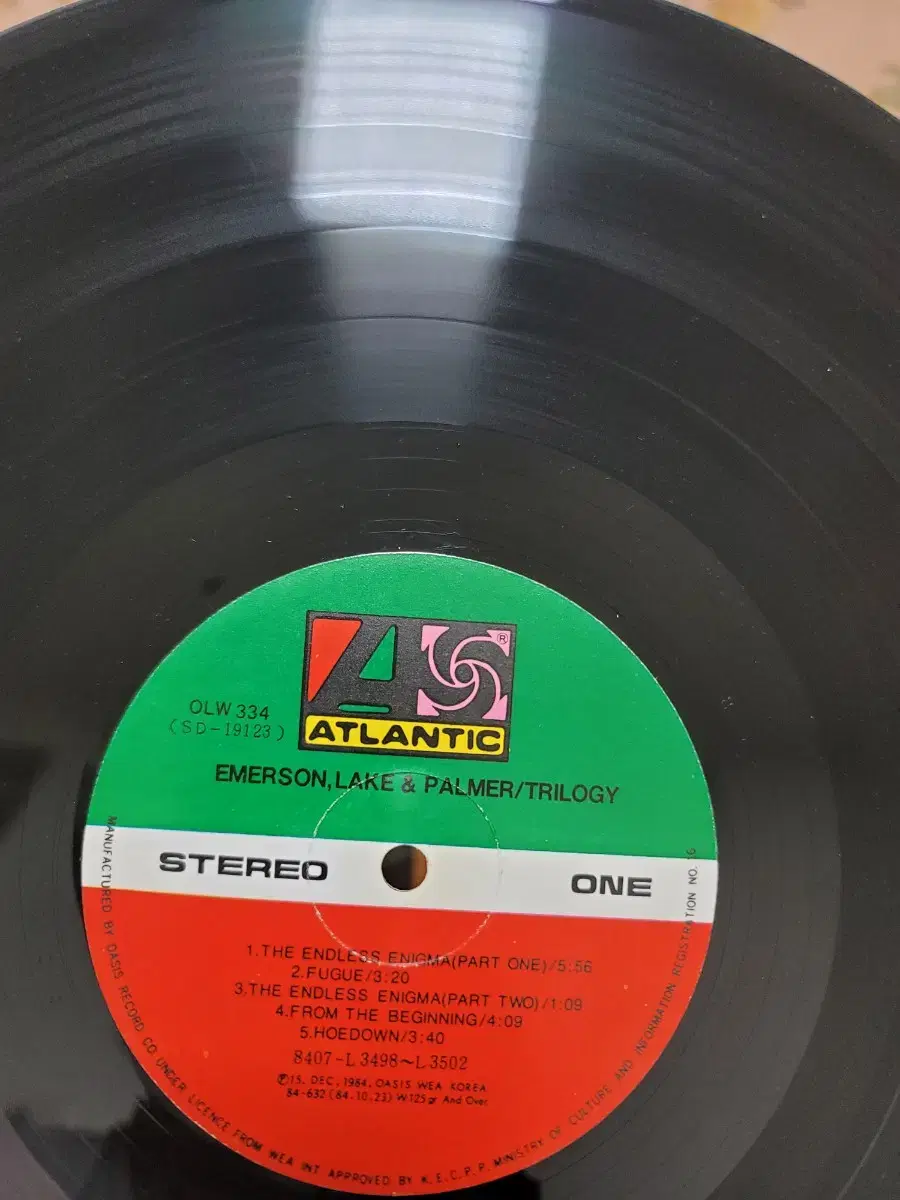 ®
ATLANTIC
OLW 334
(SD-19123)
EMERSON, LAKE & PALMER/TRILOGY
STEREO
ONE
1.THE ENDLESS ENIGMA(PART ONE)/5:56
2.FUGUE/3:20
3.THE ENDLESS ENIGMA(PART TWO)/1:09
4.FROM THE BEGINNING/4:09
5.HOEDOWN/3:40
8407-L3498~L3502
℗15. DEC, 1984. OASIS WEA KOREA
84-632(84.10.23) W.125gr And Over
MANUFACTURED BY OASIS RECORD CO. UNDER LICENCE FROM WEA INT APPROVED BY K.E.C.P.P. MINISTRY OF CULTURE AND INFORMATION REGISTRATION NO. 16